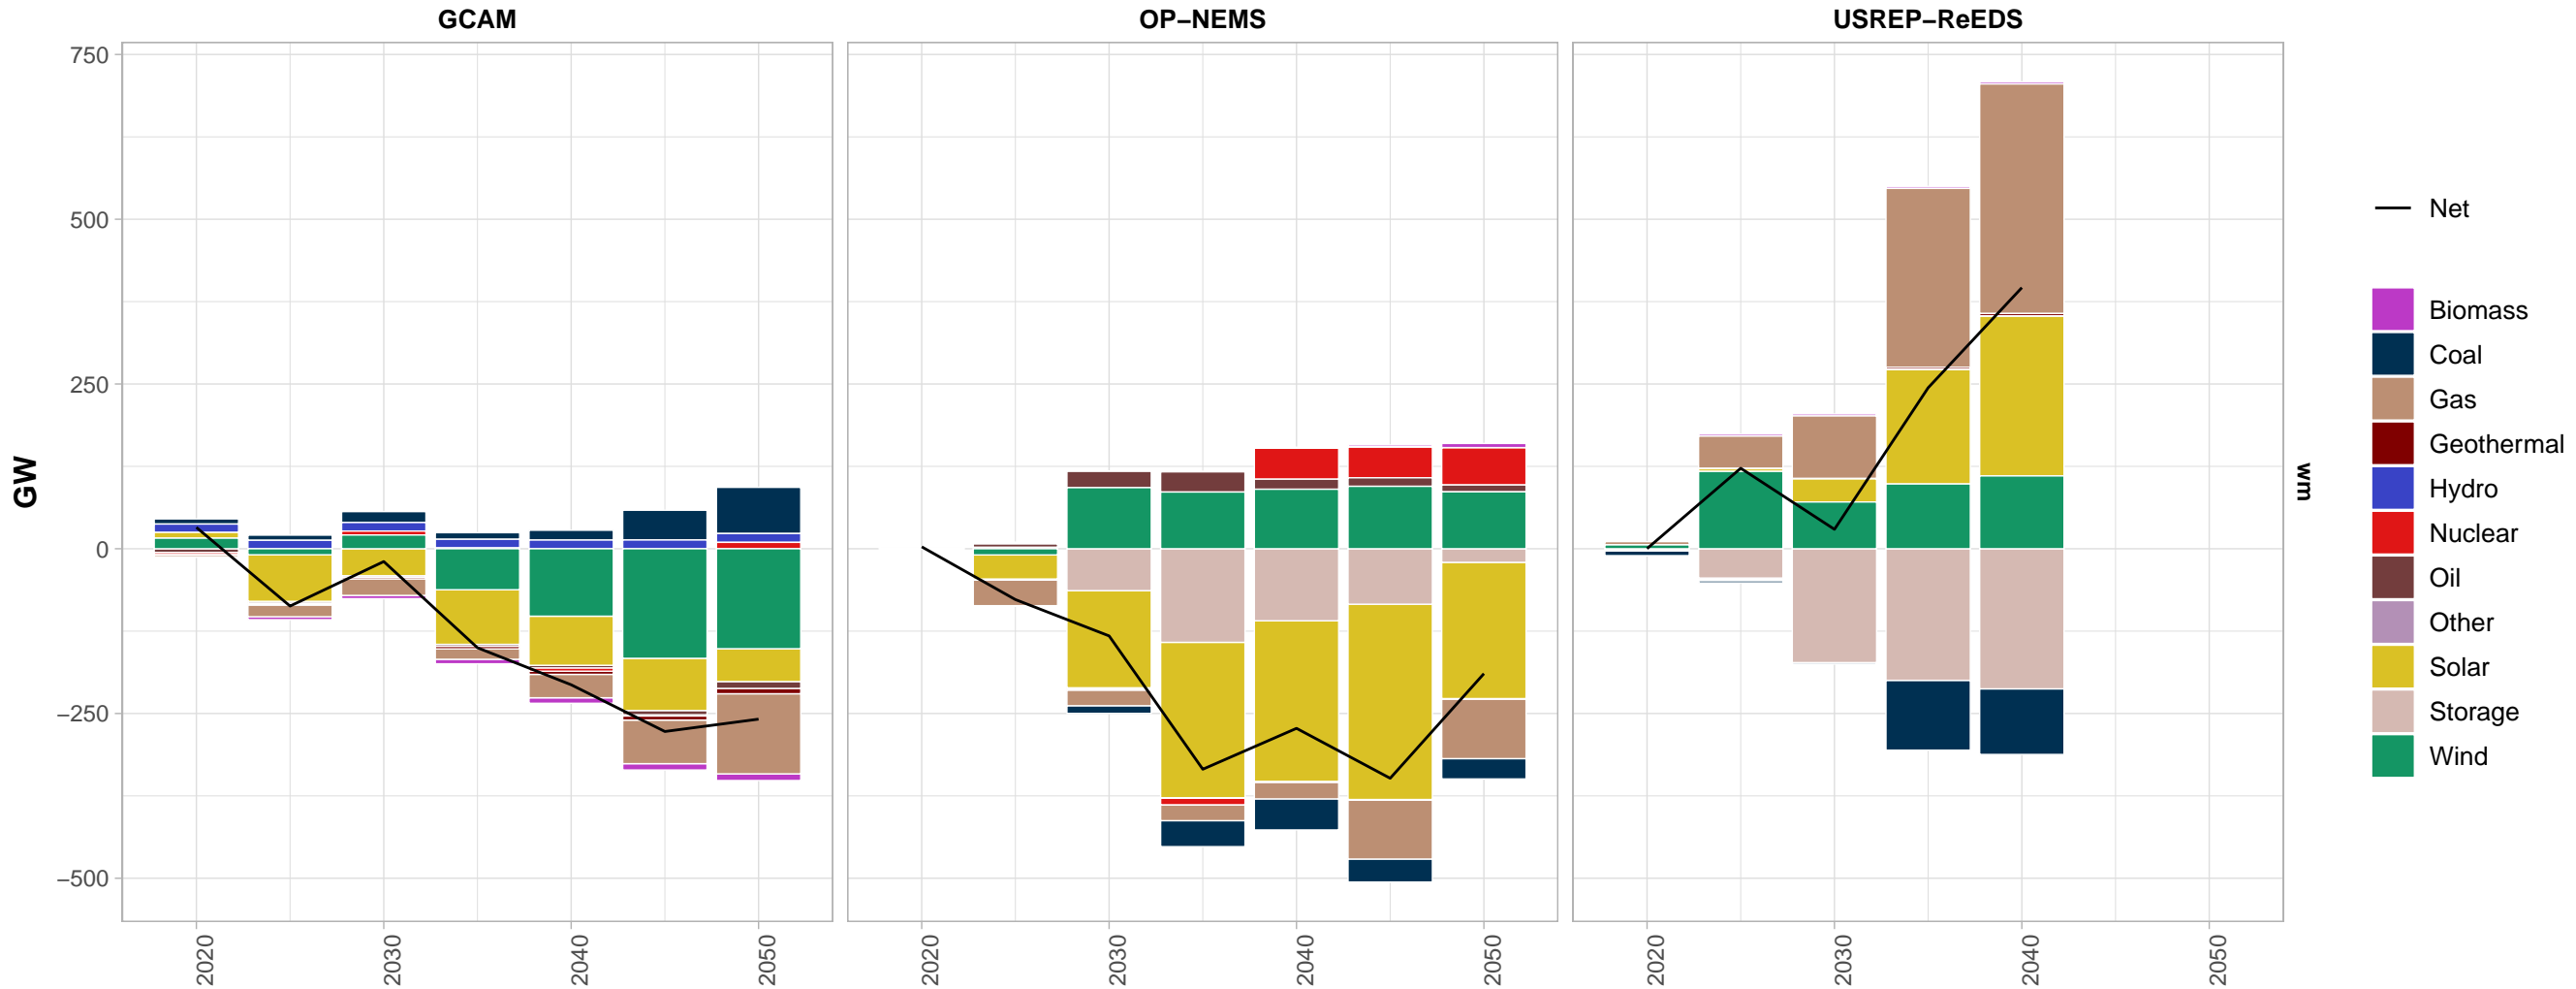 GCAM
OP−NEMS
USREP−ReEDS
GW
750
500
250
0
−250
−500
2020
2030
2040
2050
2020
2030
2040
2050
2020
2030
2040
2050
wm
Net
Biomass
Coal
Gas
Geothermal
Hydro
Nuclear
Oil
Other
Solar
Storage
Wind